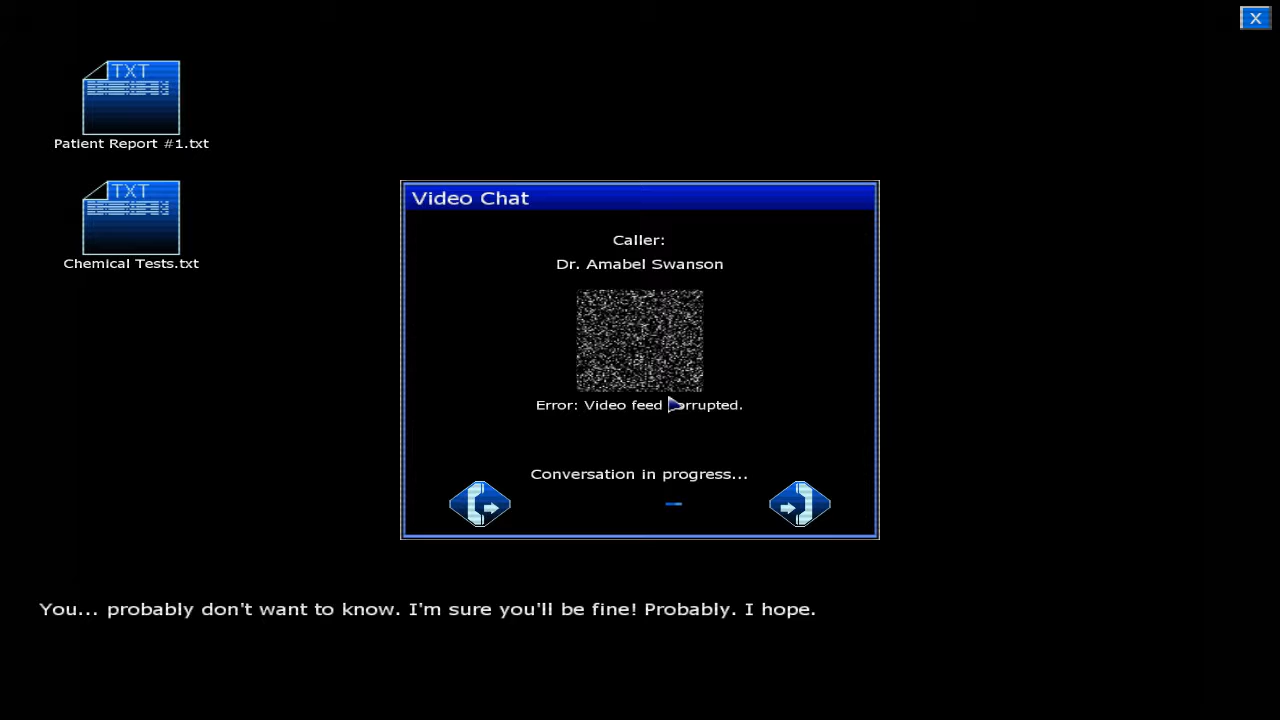 X
TXT
Patient Report #1.txt
TXT
Chemical Tests.txt
Video Chat
Caller:
Dr. Amabel Swanson
Error: Video feed orrupted.
Conversation in progress...
You... probably don't want to know. I'm sure you'll be fine! Probably. I hope.